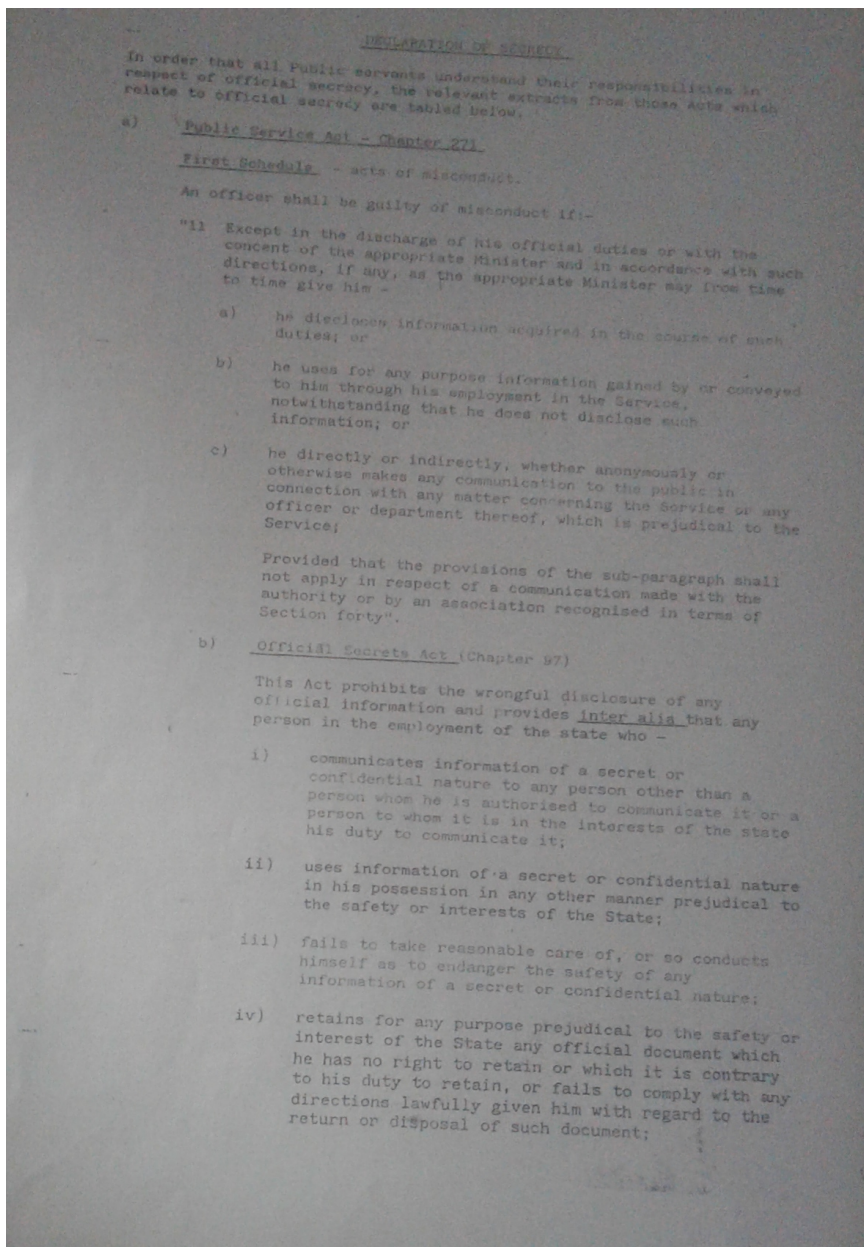 DECLARATION OF SECRECY
In order that all Public servants understand their responsibilities in
respect of official secrecy, the relevant extracts from those Acts which
relate to official secrecy are tabled below.
a) Public Service Act - Chapter 271
First Schedule - acts of misconduct.
An officer shall be guilty of misconduct if:-
"11 Except in the discharge of his official duties or with the
concent of the appropriate Minister and in accordance with such
directions, if any, as the appropriate Minister may from time
to time give him -
a) he discloses information acquired in the course of such
duties; or
b) he uses for any purpose information gained by or conveyed
to him through his employment in the Service,
notwithstanding that he does not disclose such
information; or
c) he directly or indirectly, whether anonymously or
otherwise makes any communication to the public in
connection with any matter concerning the Service or any
officer or department thereof, which is prejudical to the
Service;
Provided that the provisions of the sub-paragraph shall
not apply in respect of a communication made with the
authority or by an association recognised in terms of
Section forty".
b) Official Secrets Act (Chapter 97)
This Act prohibits the wrongful disclosure of any
official information and provides inter alia that any
person in the employment of the state who -
i) communicates information of a secret or
confidential nature to any person other than a
person whom he is authorised to communicate it or a
person to whom it is in the interests of the state
his duty to communicate it;
ii) uses information of a secret or confidential nature
in his possession in any other manner prejudical to
the safety or interests of the State;
iii) fails to take reasonable care of, or so conducts
himself as to endanger the safety of any
information of a secret or confidential nature;
iv) retains for any purpose prejudical to the safety or
interest of the State any official document which
he has no right to retain or which it is contrary
to his duty to retain, or fails to comply with any
directions lawfully given him with regard to the
return or disposal of such document;